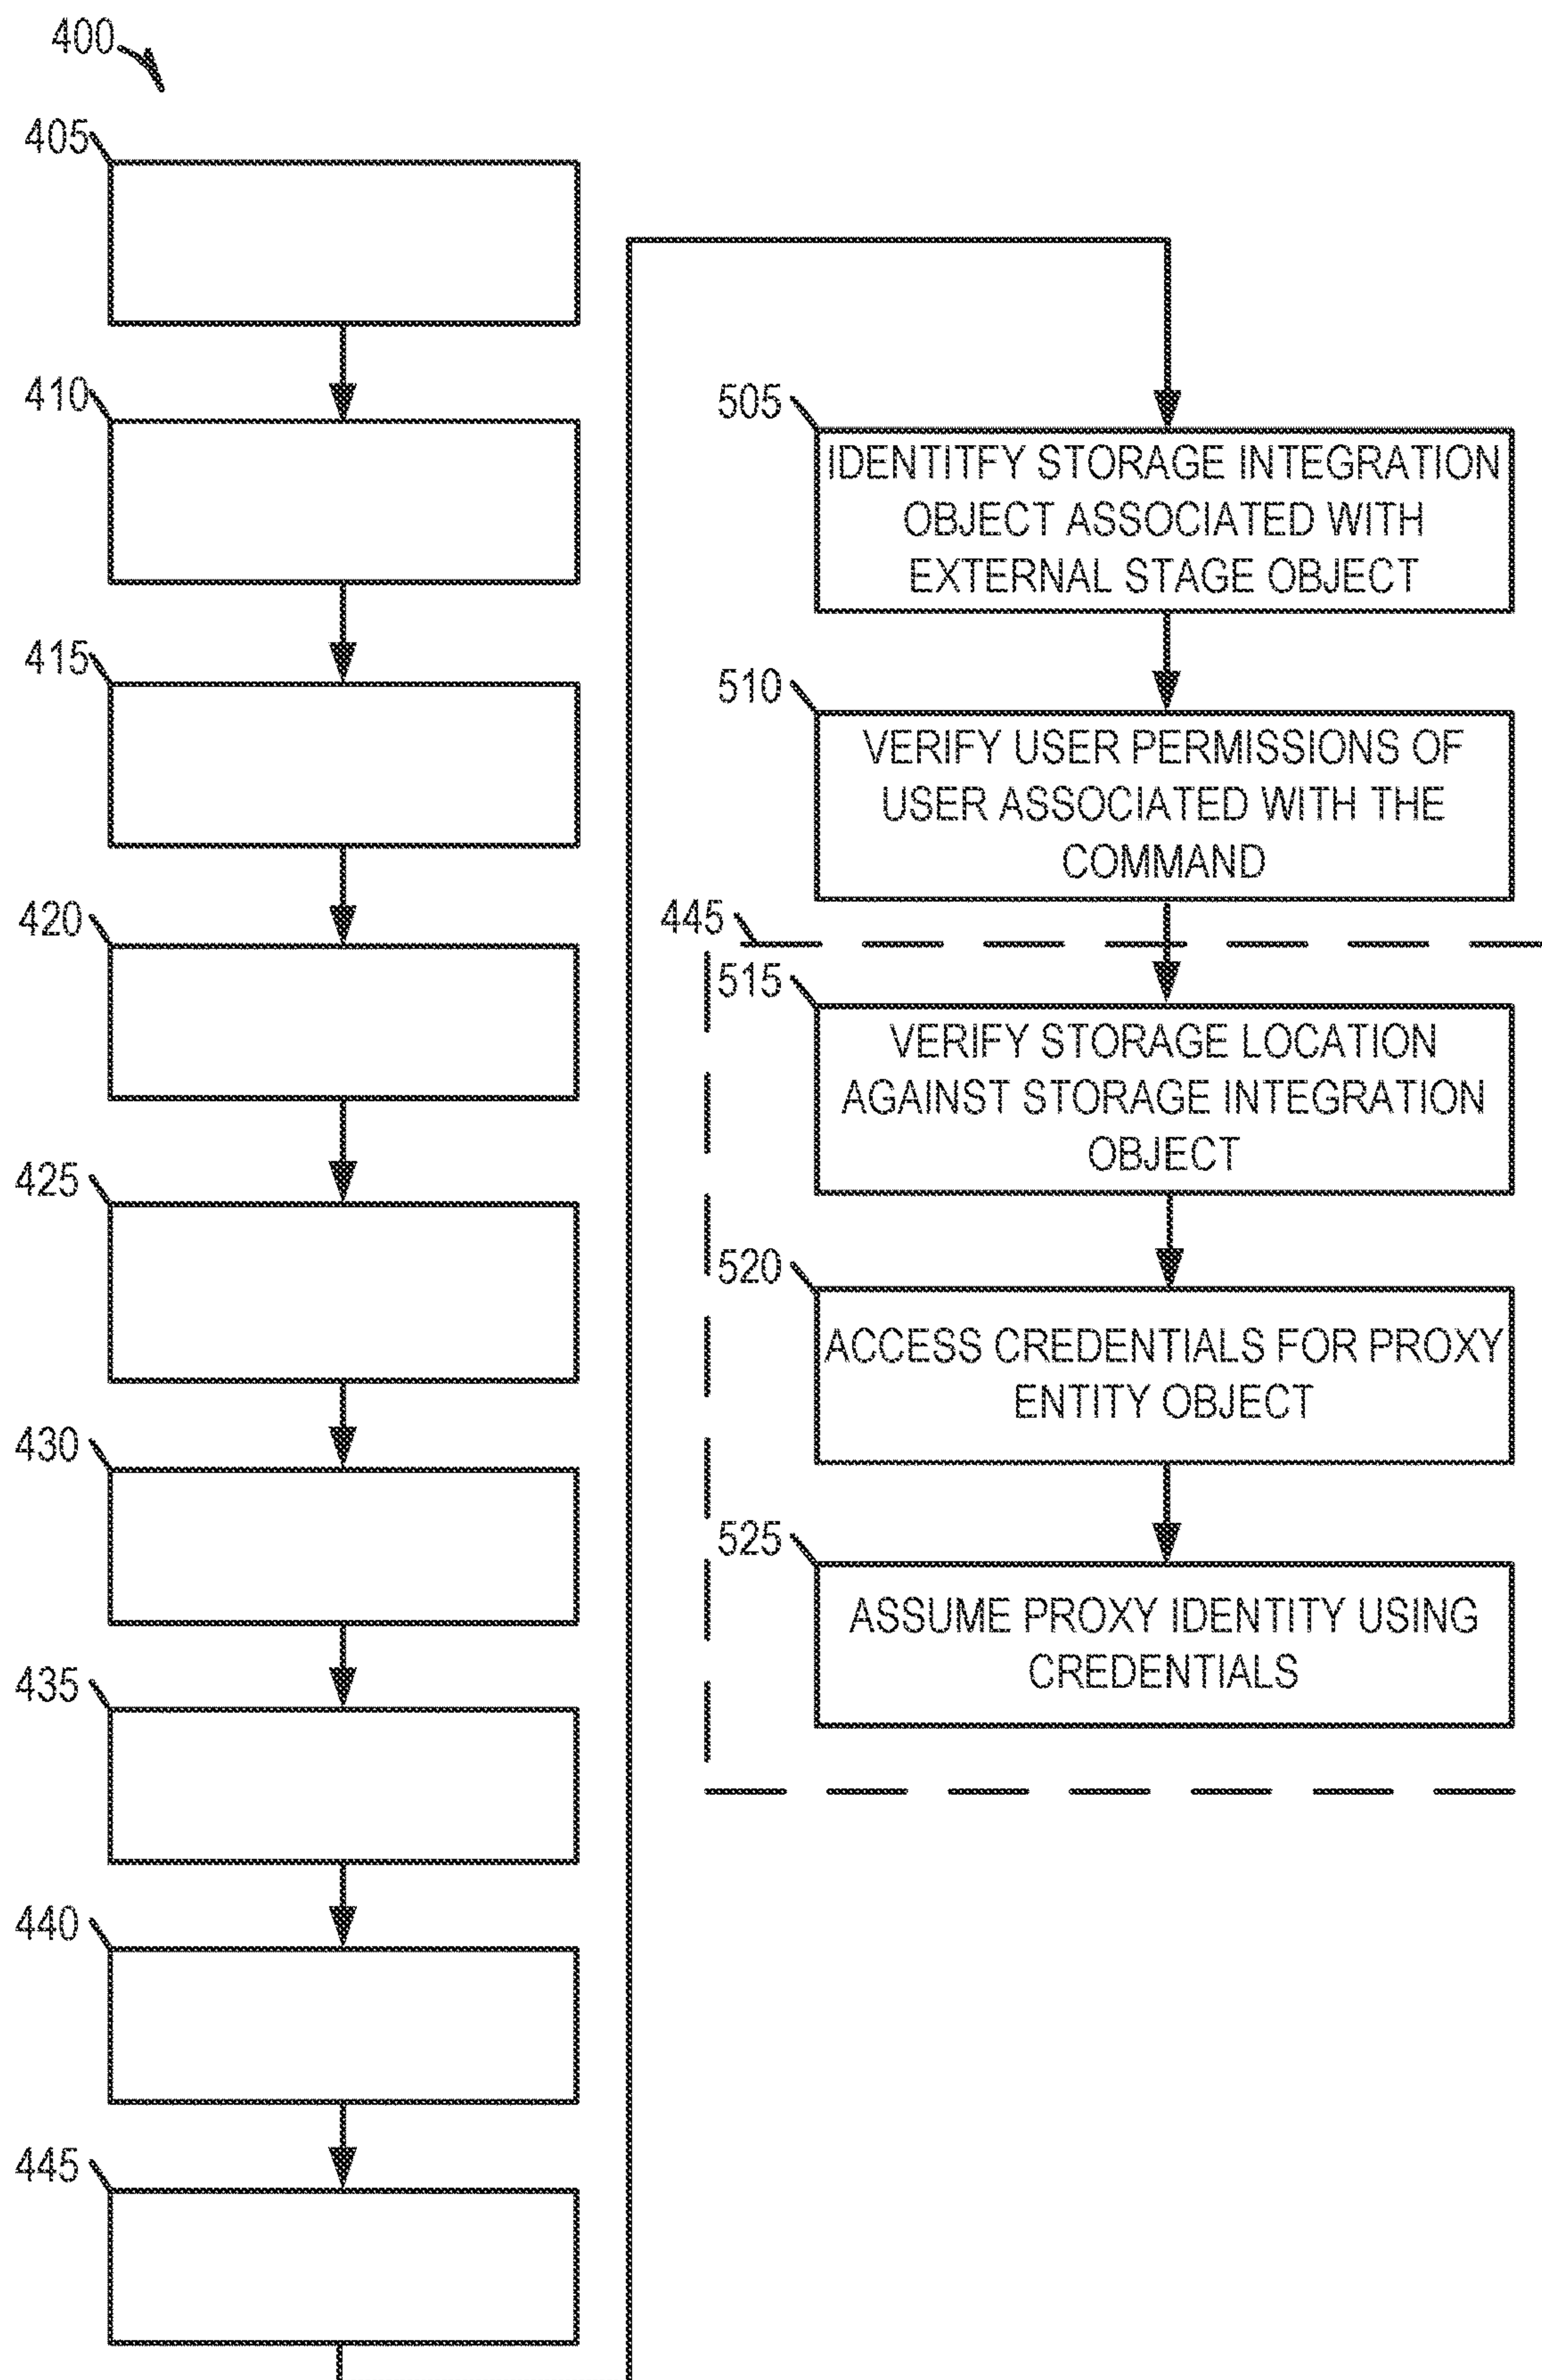 400
405
410
415
420
425
430
435
440
445
505
IDENTITFY STORAGE INTEGRATION
OBJECT ASSOCIATED WITH
EXTERNAL STAGE OBJECT
510
VERIFY USER PERMISSIONS OF
USER ASSOCIATED WITH THE
COMMAND
445
515
VERIFY STORAGE LOCATION
AGAINST STORAGE INTEGRATION
OBJECT
520
ACCESS CREDENTIALS FOR PROXY
ENTITY OBJECT
525
ASSUME PROXY IDENTITY USING
CREDENTIALS